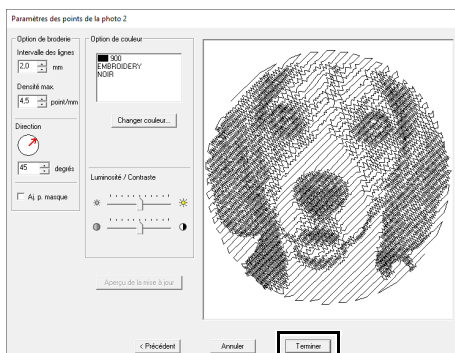 Paramètres des points de la photo 2
Option de broderie
Intervalle des lignes
2,0 mm
Densité max.
4,5 point/mm
Direction
45 degrés
Aj. p. masque
Option de couleur
900
EMBROIDERY
NOIR
Changer couleur...
Luminosité / Contraste
Aperçu de la mise à jour
< Précédent
Annuler
Terminer